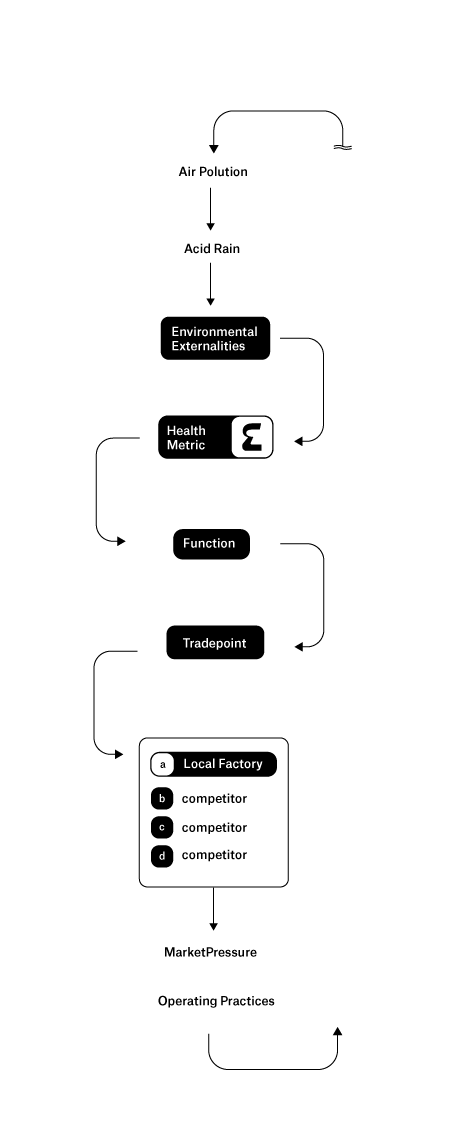 Air Polution
Acid Rain
Environmental
Externalities
Health
Metric
Σ
Function
Tradepoint
a Local Factory
b competitor
c competitor
d competitor
MarketPressure
Operating Practices